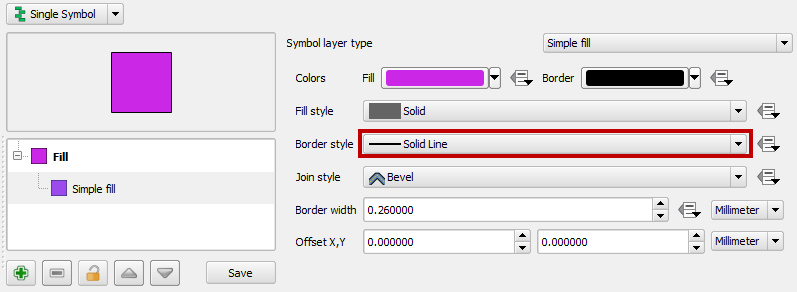 Single Symbol
Symbol layer type Simple fill
Colors Fill Border
Fill style Solid
Border style Solid Line
Join style Bevel
Border width 0.260000 Millimeter
Offset X,Y 0.000000 0.000000 Millimeter
Fill
Simple fill
Save